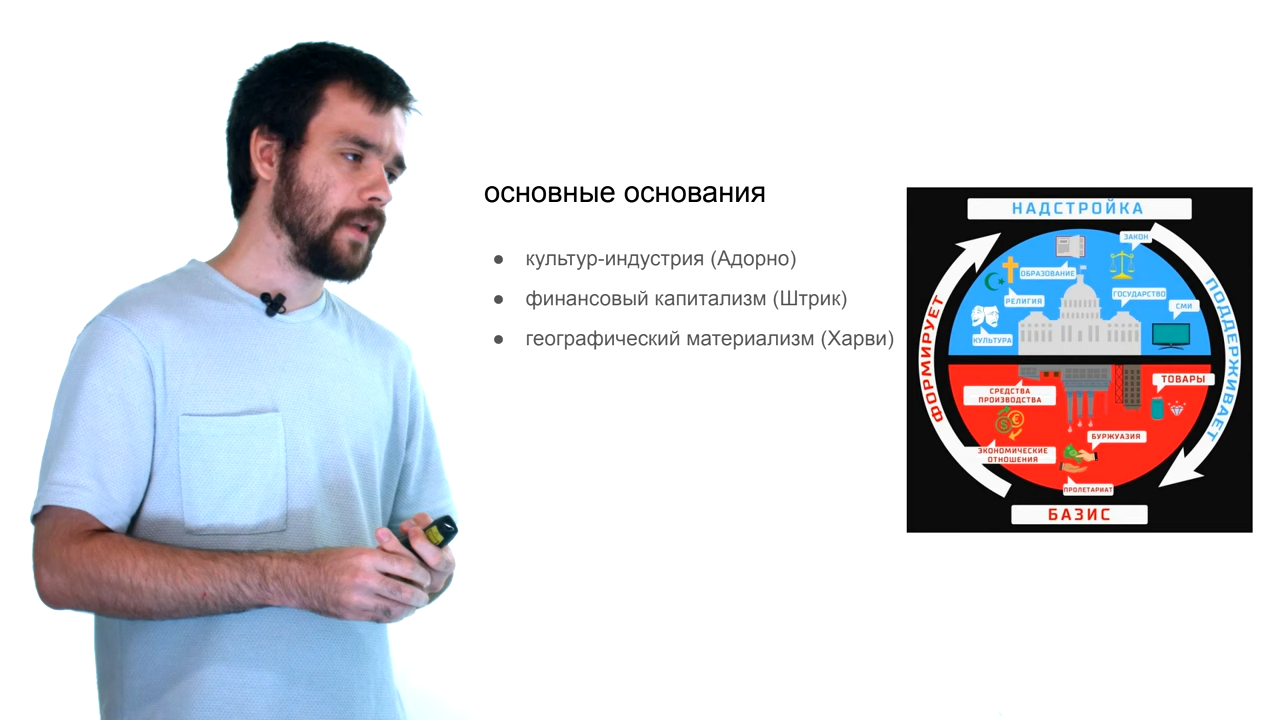 основные основания
● культур-индустрия (Адорно)
● финансовый капитализм (Штрик)
● географический материализм (Харви)
НАДСТРОЙКА
ЗАКОН
ОБРАЗОВАНИЕ
РЕЛИГИЯ
ГОСУДАРСТВО
СМИ
КУЛЬТУРА
ФОРМИРУЕТ
ПОДДЕРЖИВАЕТ
СРЕДСТВА
ПРОИЗВОДСТВА
ТОВАРЫ
БУРЖУАЗИЯ
ЭКОНОМИЧЕСКИЕ
ОТНОШЕНИЯ
ПРОЛЕТАРИАТ
БАЗИС